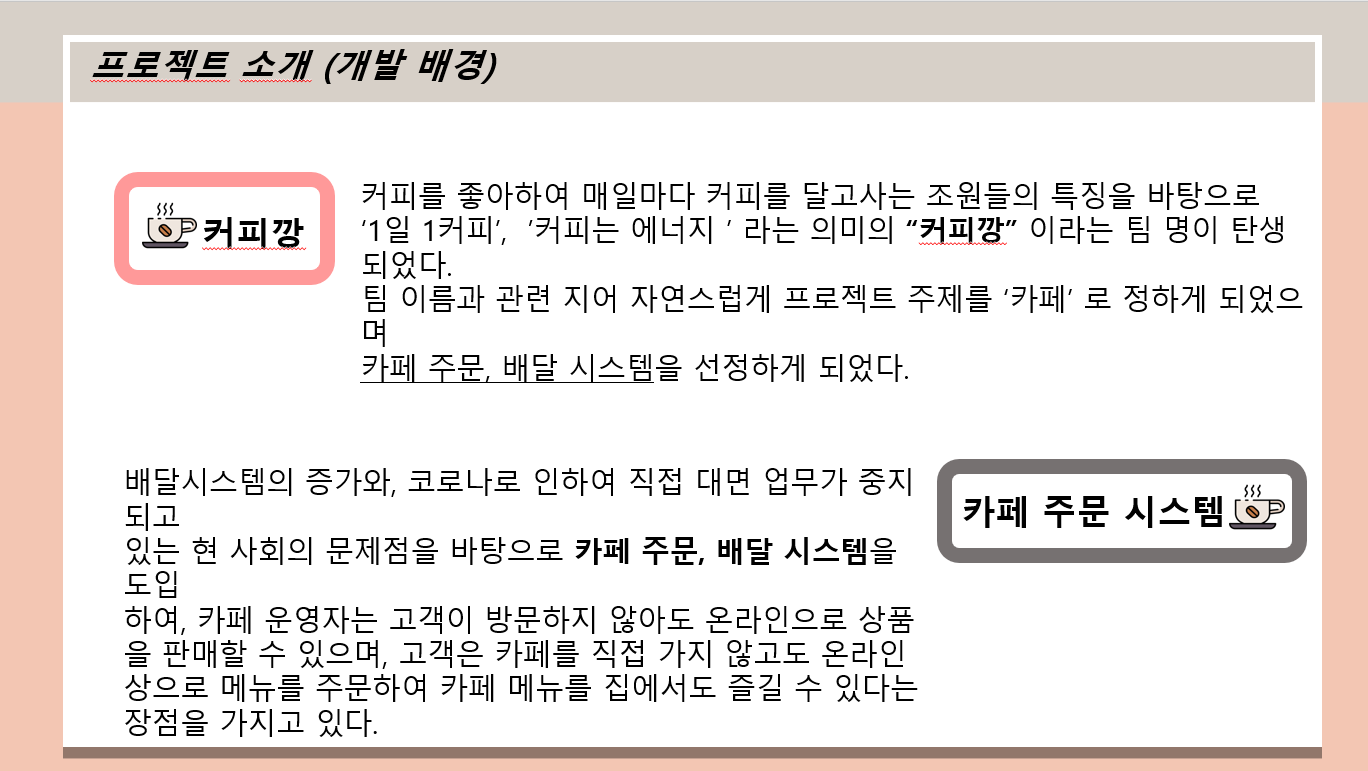 프로젝트 소개 (개발 배경)
커피깡
커피를 좋아하여 매일마다 커피를 달고사는 조원들의 특징을 바탕으로
‘1일 1커피’, ‘커피는 에너지 ‘ 라는 의미의 “커피깡” 이라는 팀 명이 탄생
되었다.
팀 이름과 관련 지어 자연스럽게 프로젝트 주제를 ‘카페’ 로 정하게 되었으
며
카페 주문, 배달 시스템을 선정하게 되었다.
배달시스템의 증가와, 코로나로 인하여 직접 대면 업무가 중지
되고
있는 현 사회의 문제점을 바탕으로 카페 주문, 배달 시스템을
도입
하여, 카페 운영자는 고객이 방문하지 않아도 온라인으로 상품
을 판매할 수 있으며, 고객은 카페를 직접 가지 않고도 온라인
상으로 메뉴를 주문하여 카페 메뉴를 집에서도 즐길 수 있다는
장점을 가지고 있다.
카페 주문 시스템